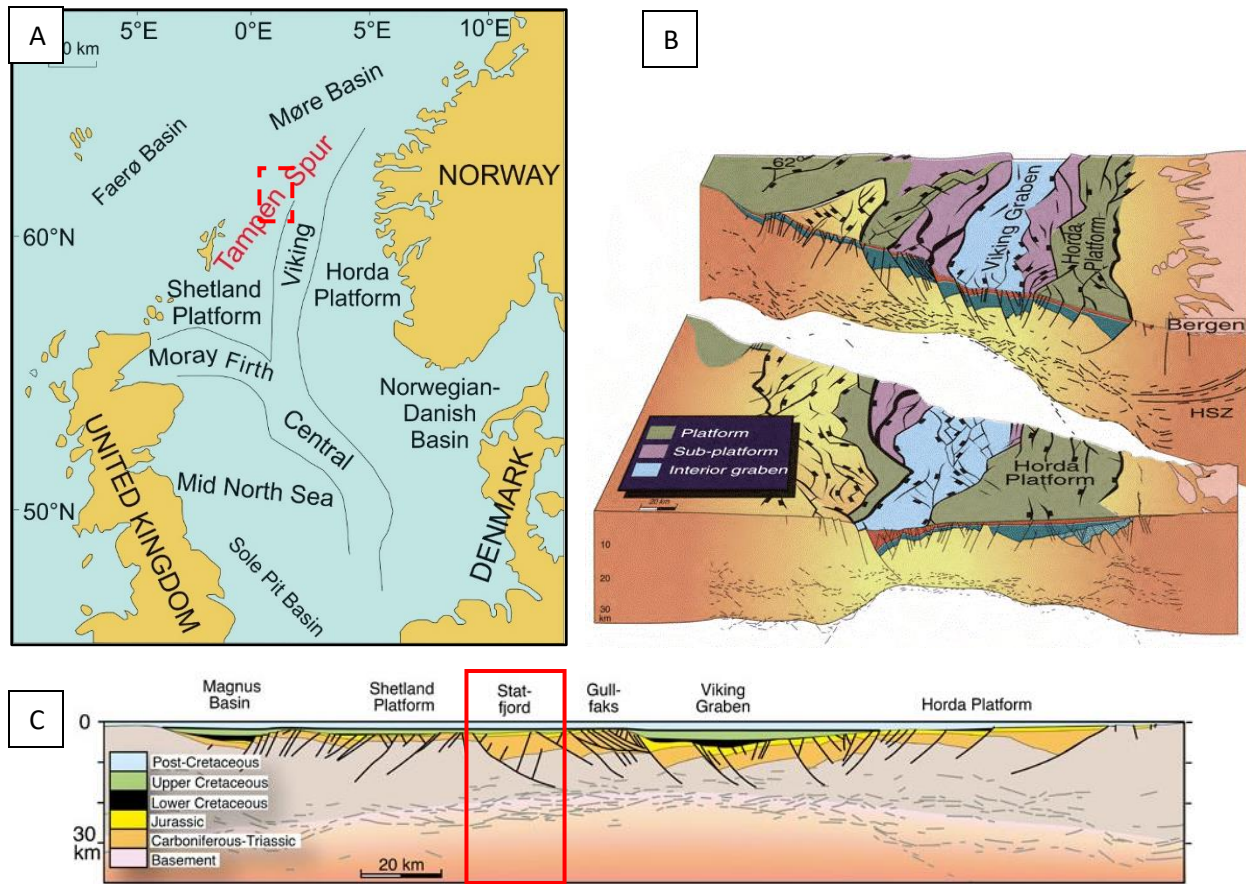 A
5°E
0°E
5°E
10°E
0 km
Møre Basin
Faerø Basin
NORWAY
Tampen Spur
60°N
Viking
Horda
Platform
Shetland
Platform
Moray Firth
Norwegian-
Danish
Basin
Central
UNITED KINGDOM
Mid North Sea
50°N
DENMARK
Sole Pit Basin
B
62°
Viking Graben
Horda
Platform
Bergen
HSZ
Platform
Sub-platform
Interior graben
Horda
Platform
20 km
10
20
30
km
C
Magnus
Basin
Shetland
Platform
Stat-
fjord
Gull-
faks
Viking
Graben
Horda Platform
0
Post-Cretaceous
Upper Cretaceous
Lower Cretaceous
Jurassic
Carboniferous-Triassic
Basement
30
km
20 km